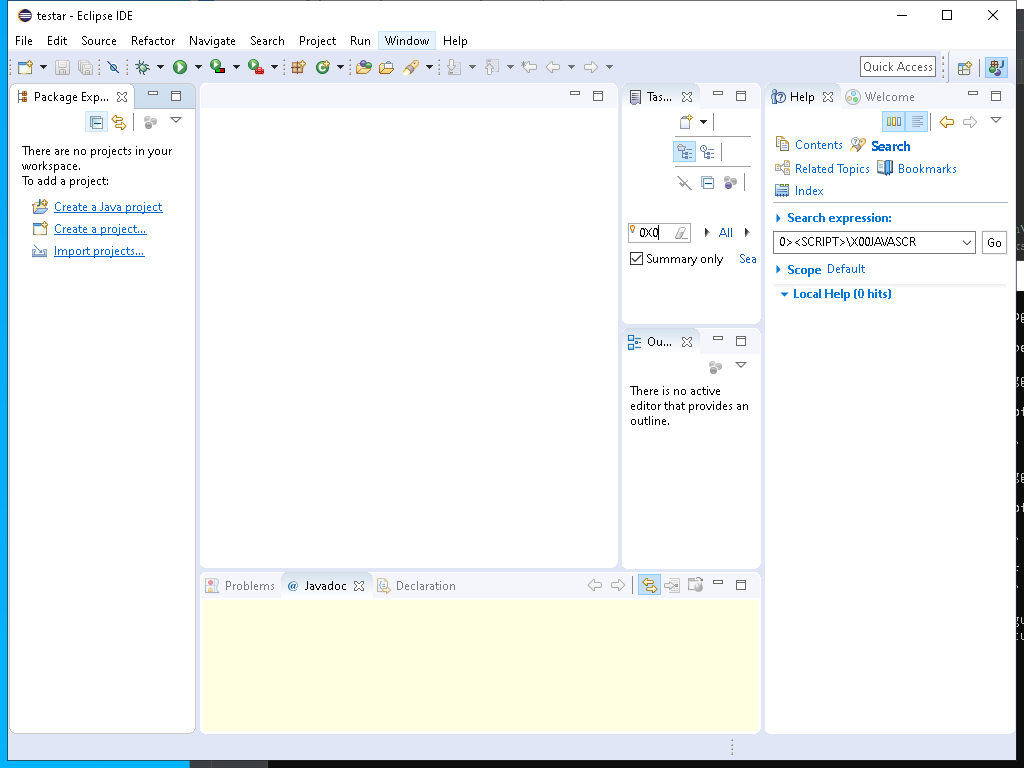 testar - Eclipse IDE
File Edit Source Refactor Navigate Search Project Run Window Help
Quick Access
Package Exp...
There are no projects in your
workspace.
To add a project:
Create a Java project
Create a project...
Import projects...
Tas...
0X0
All
Summary only Sea
Ou...
There is no active
editor that provides an
outline.
Help Welcome
Contents Search
Related Topics Bookmarks
Index
Search expression:
0><SCRIPT>\X00JAVASCR Go
Scope Default
Local Help (0 hits)
Problems @ Javadoc Declaration